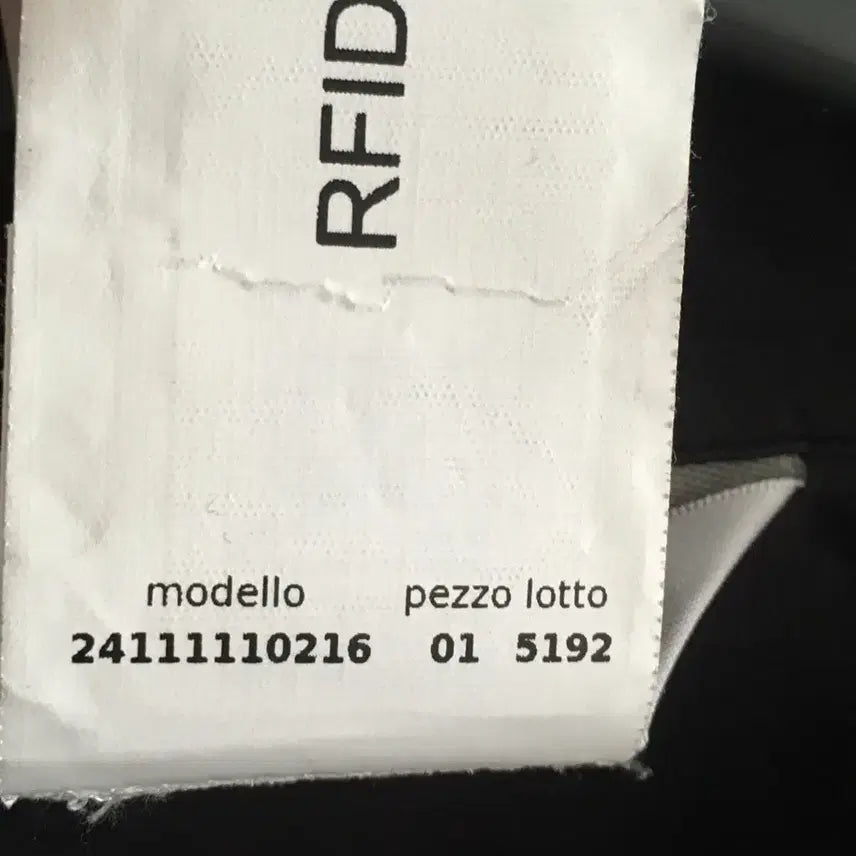 RFID
modello pezzo lotto
24111110216 01 5192